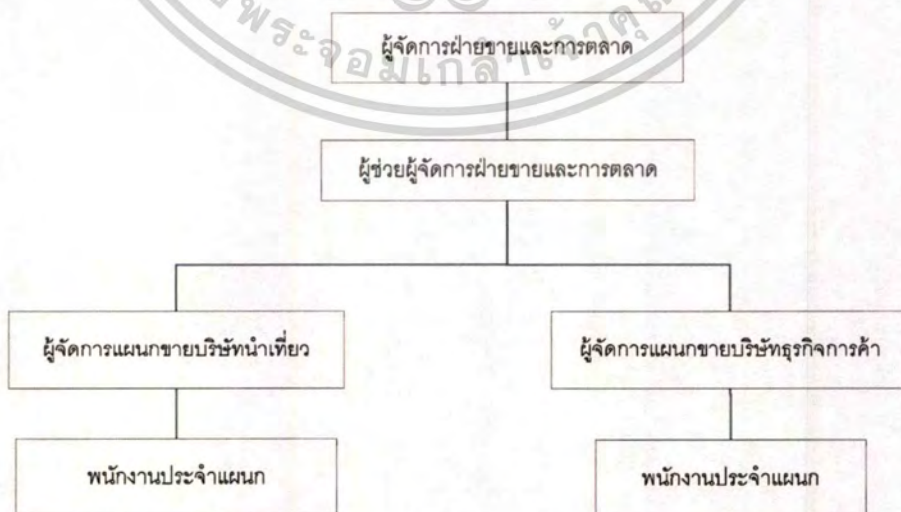 ผู้จัดการฝ่ายขายและการตลาด
ผู้ช่วยผู้จัดการฝ่ายขายและการตลาด
ผู้จัดการแผนกขายบริษัทนำเที่ยว
ผู้จัดการแผนกขายบริษัทธุรกิจการค้า
พนักงานประจำแผนก
พนักงานประจำแผนก